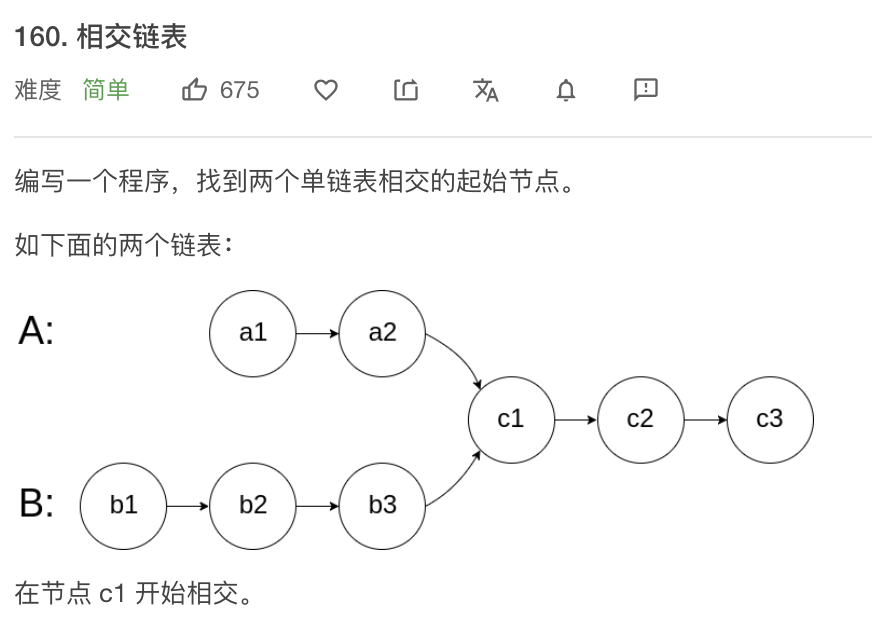 160. 相交链表
难度 简单 675
编写一个程序，找到两个单链表相交的起始节点。
如下面的两个链表：
A: a1 a2
c1 c2 c3
B: b1 b2 b3
在节点 c1 开始相交。